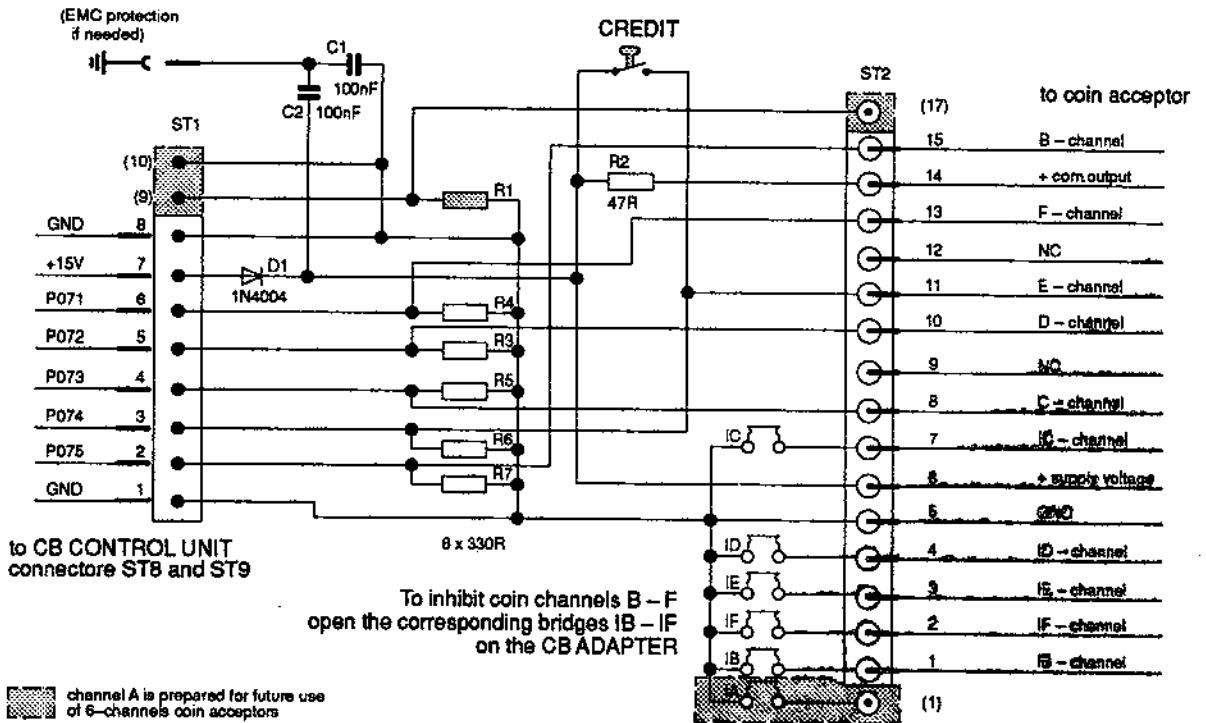 (EMC protection
if needed)
C1
100nF
C2
100nF
CREDIT
ST1
(10)
(9)
GND 8
+15V 7
P071 6
P072 5
P073 4
P074 3
P075 2
GND 1
D1
1N4004
R1
R4
R3
R5
R6
R7
6 x 330R
R2
47R
ST2
to coin acceptor
(17)
15 B – channel
14 + com.output
13 F – channel
12 NC
11 E – channel
10 D – channel
9 NC
8 C – channel
7 IC – channel
6 + supply voltage
5 GND
4 ID – channel
3 IE – channel
2 IF – channel
1 IB – channel
(1)
IC
ID
IE
IF
IB
IA
to CB CONTROL UNIT
connectore ST8 and ST9
To inhibit coin channels B – F
open the corresponding bridges IB – IF
on the CB ADAPTER
channel A is prepared for future use
of 6–channels coin acceptors